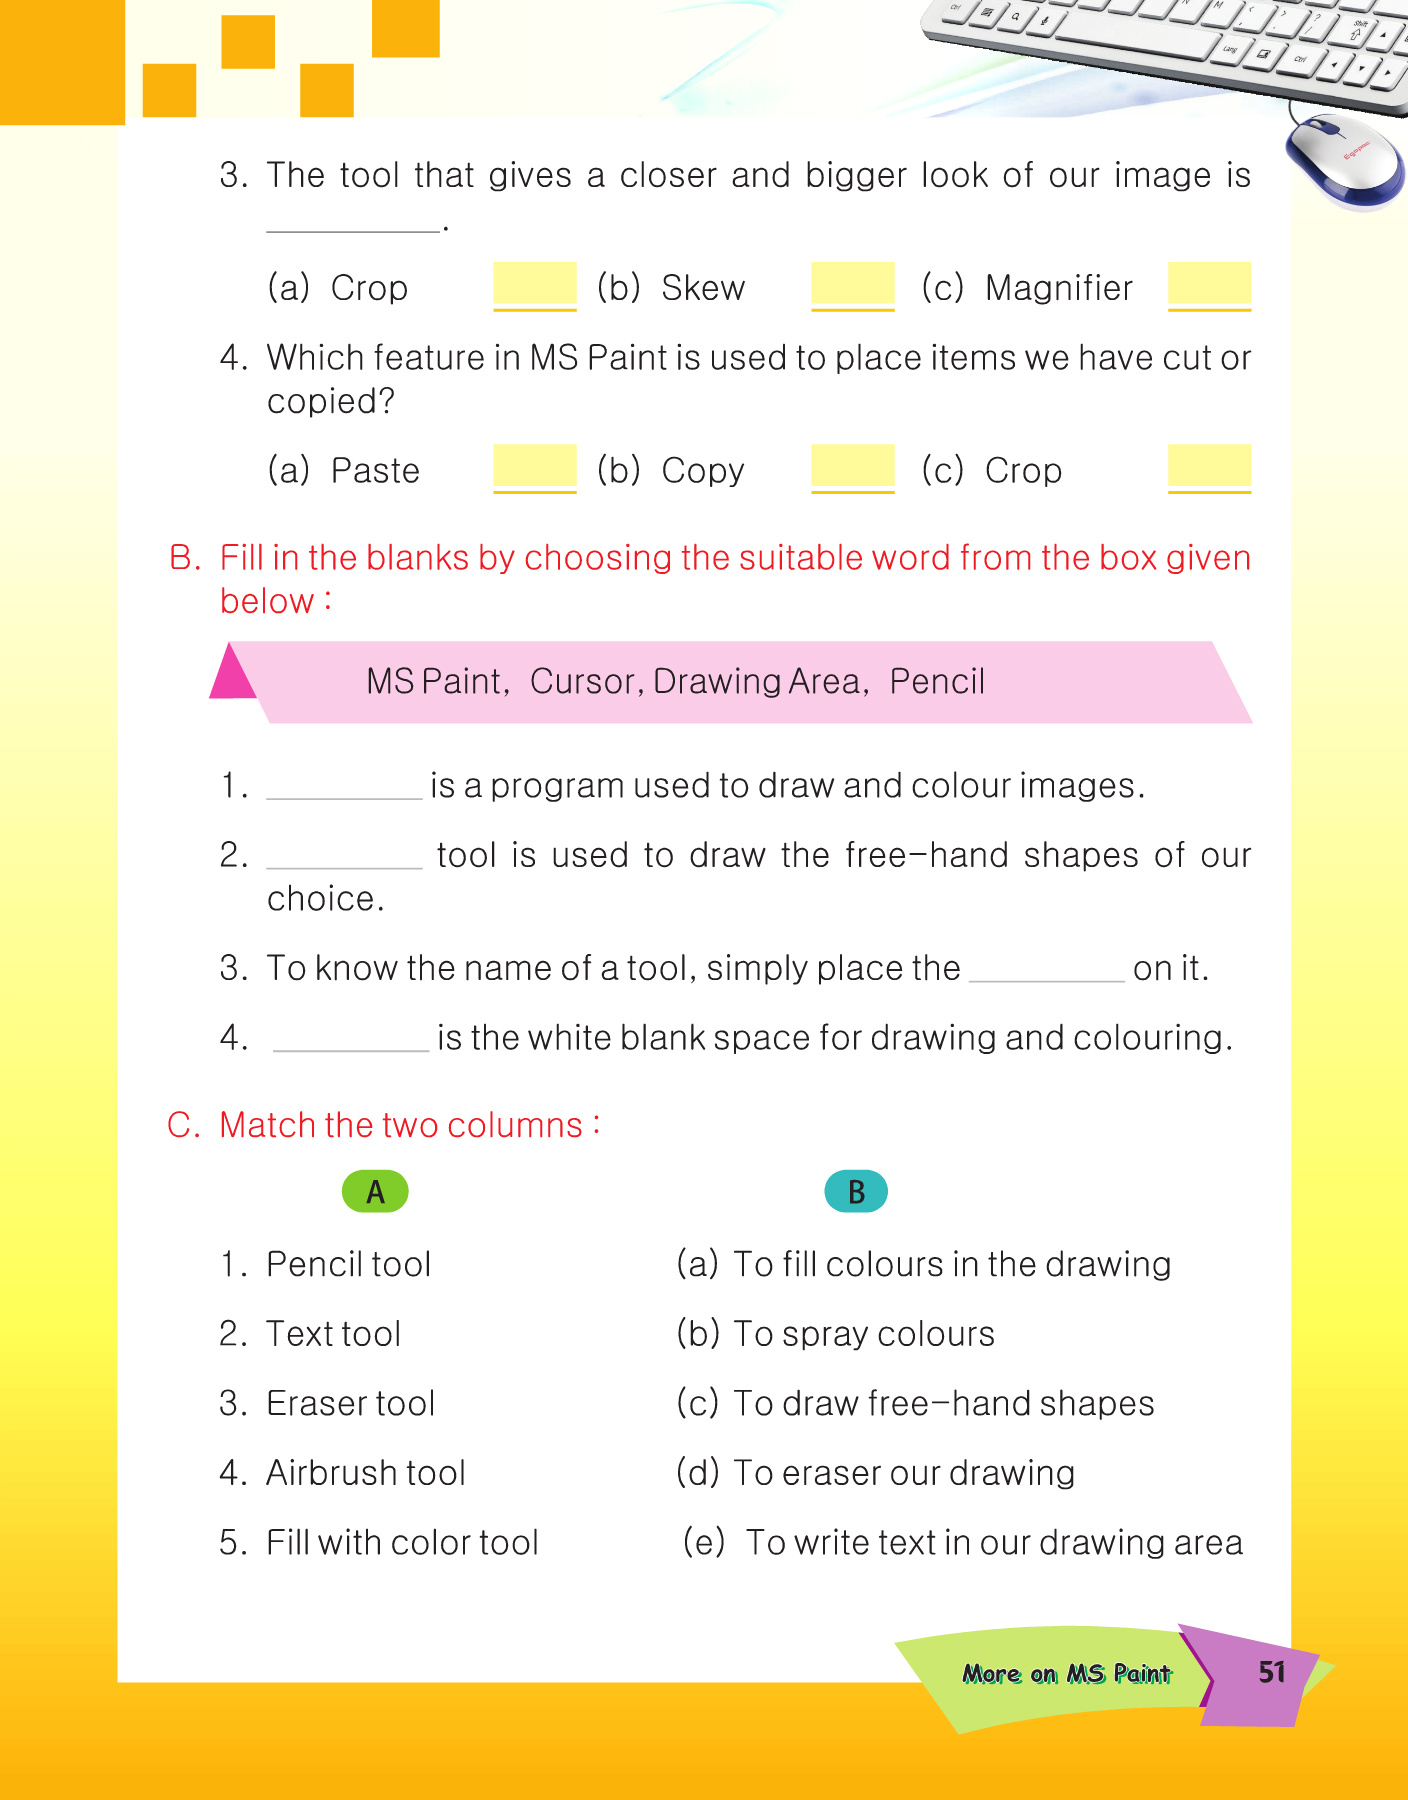 3. The tool that gives a closer and bigger look of our image is
__________.
(a) Crop (b) Skew (c) Magnifier
4. Which feature in MS Paint is used to place items we have cut or
copied?
(a) Paste (b) Copy (c) Crop
B. Fill in the blanks by choosing the suitable word from the box given
below :
MS Paint, Cursor, Drawing Area, Pencil
1. _________ is a program used to draw and colour images.
2. _________ tool is used to draw the free-hand shapes of our
choice.
3. To know the name of a tool, simply place the _________ on it.
4. _________ is the white blank space for drawing and colouring.
C. Match the two columns :
A B
1. Pencil tool (a) To fill colours in the drawing
2. Text tool (b) To spray colours
3. Eraser tool (c) To draw free-hand shapes
4. Airbrush tool (d) To eraser our drawing
5. Fill with color tool (e) To write text in our drawing area
More on MS Paint 51